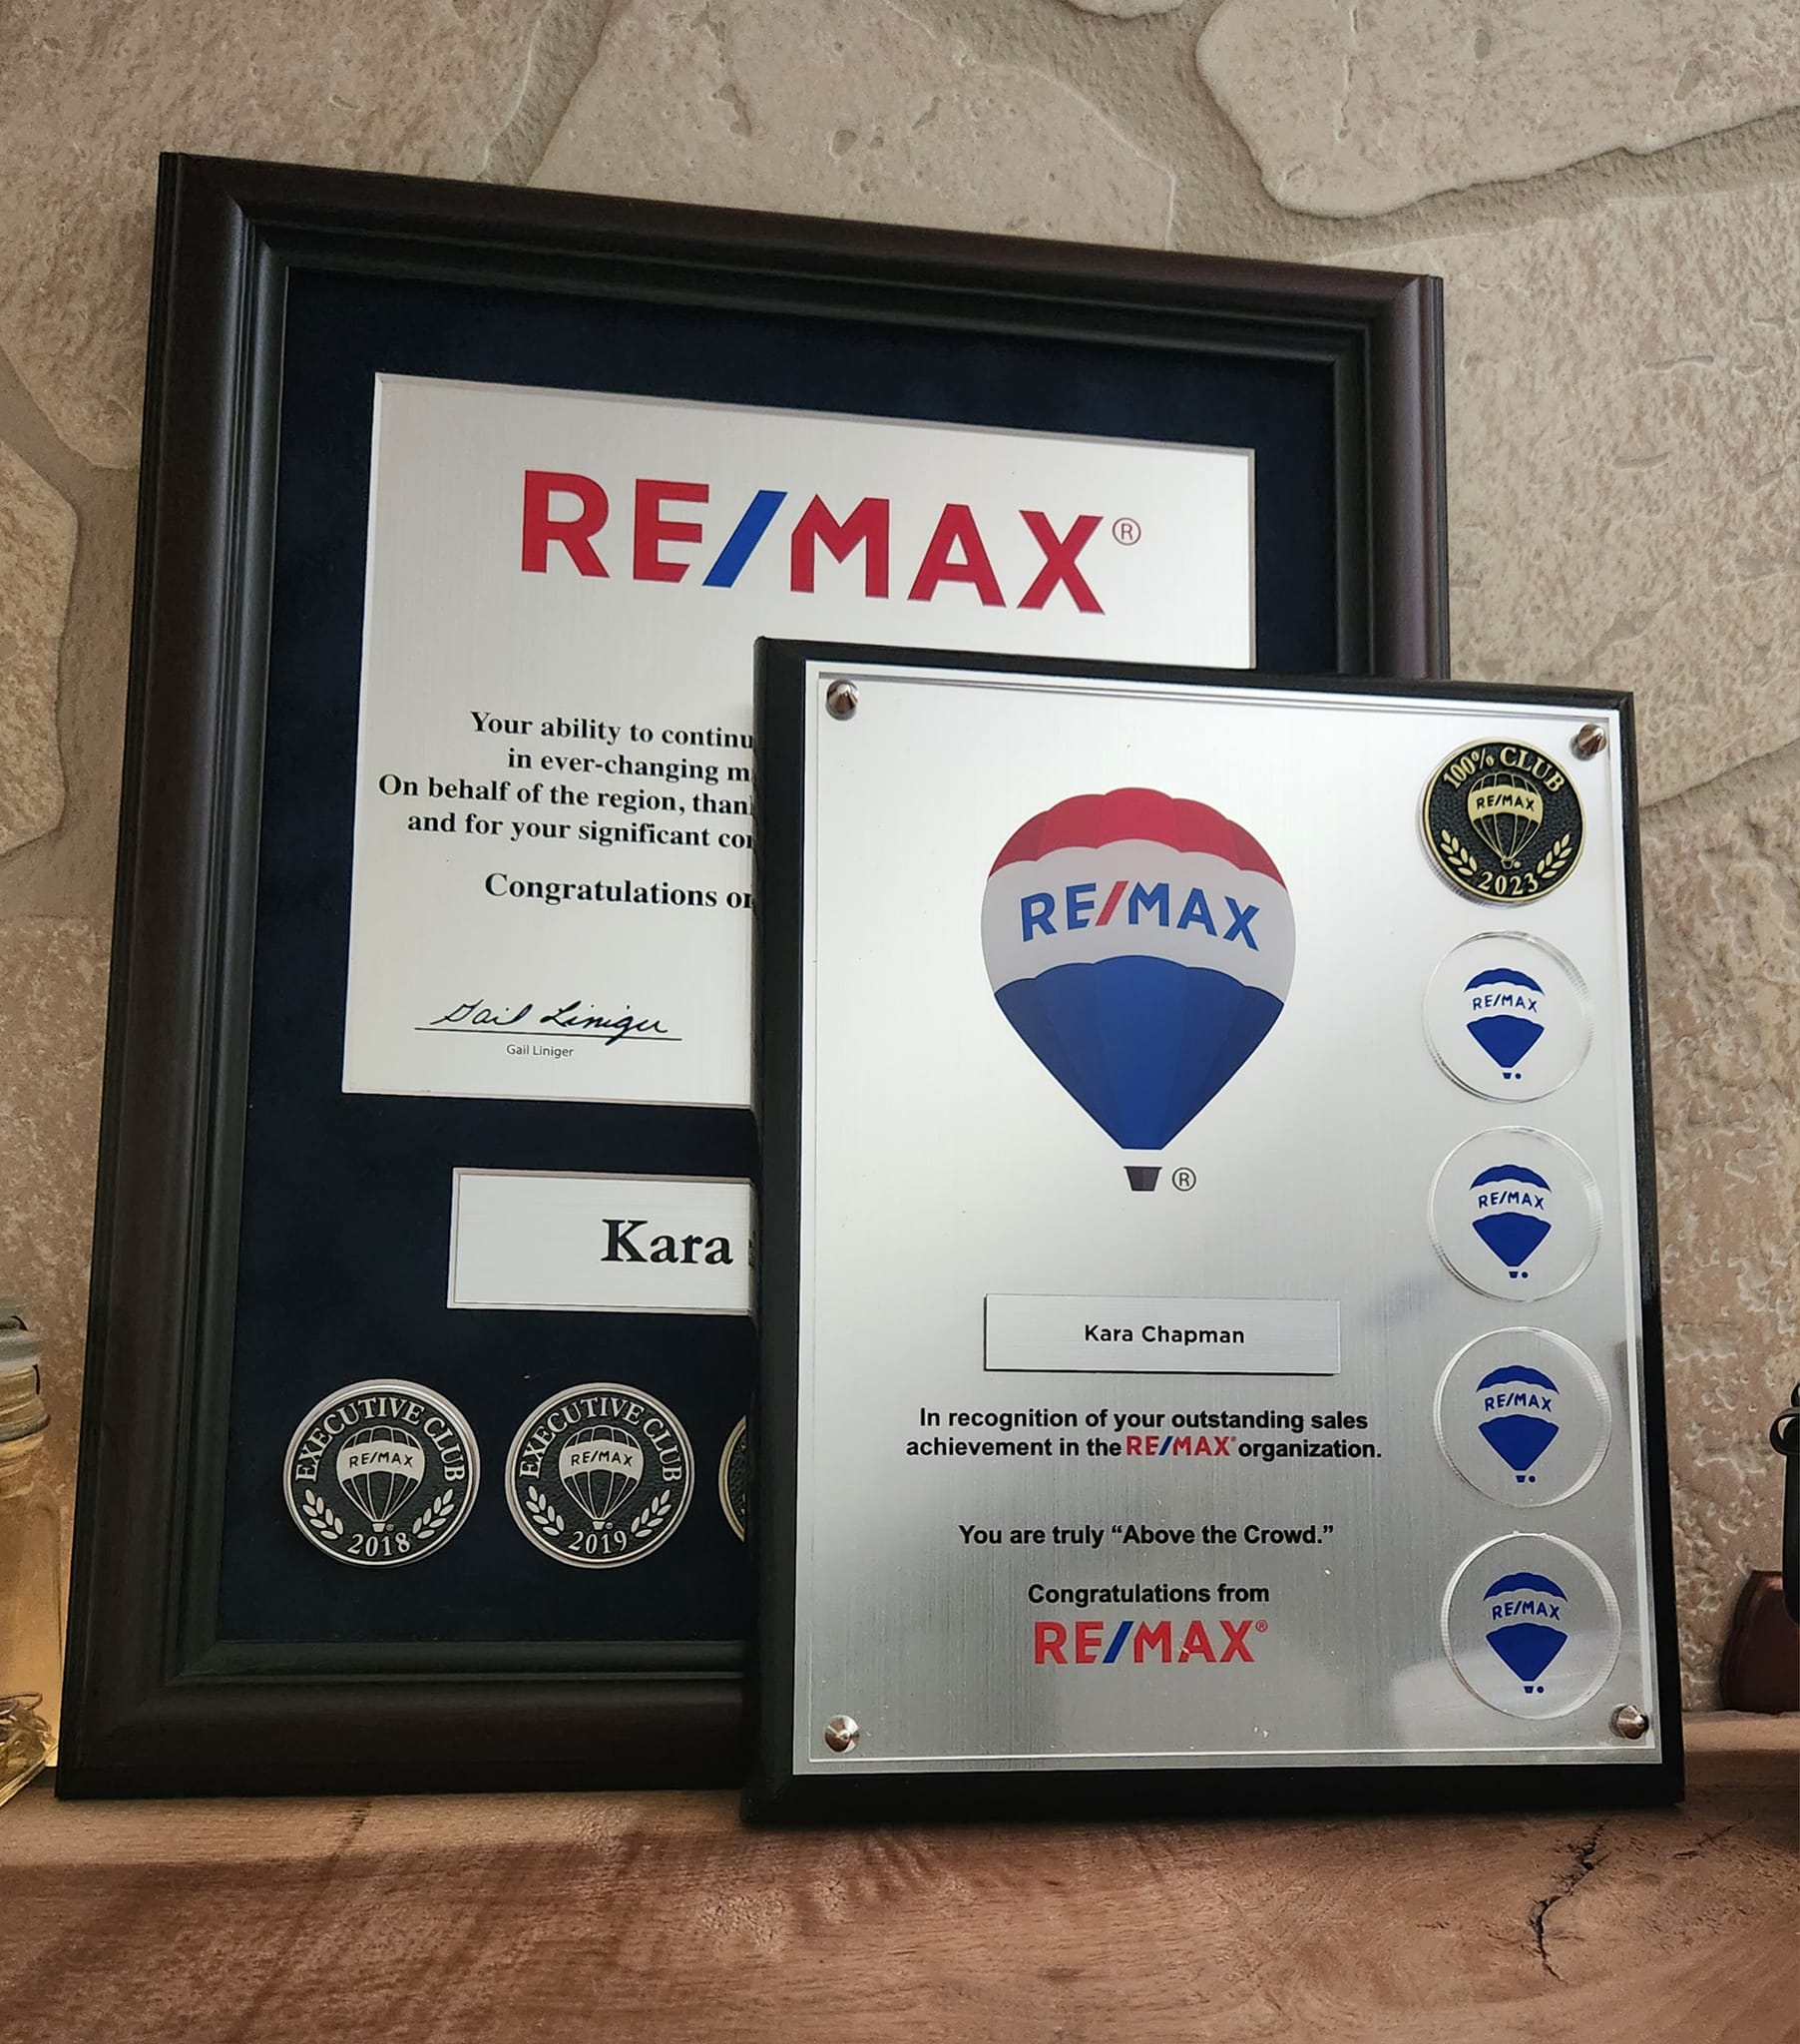 RE/MAX®
Your ability to continu
in ever-changing
On behalf of the region,
and for your significant
Congratulations
Gail Liniger
Gail Liniger
Kara
EXECUTIVE CLUB
RE/MAX
2018
EXECUTIVE CLUB
RE/MAX
2019
RE/MAX
®
Kara Chapman
In recognition of your outstanding sales
achievement in the RE/MAX® organization.
You are truly “Above the Crowd.”
Congratulations from
RE/MAX®
100% CLUB
RE/MAX
2023
RE/MAX
RE/MAX
RE/MAX
RE/MAX